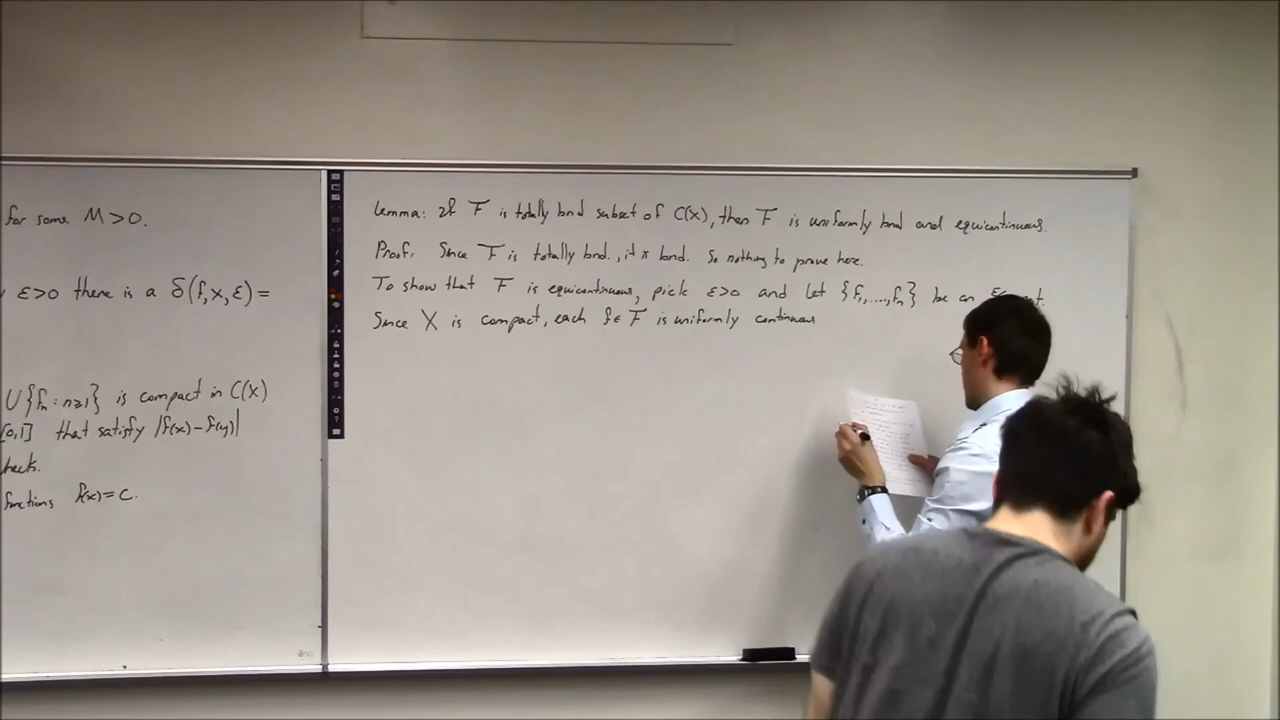 for some M>0.
ε>0 there is a δ(f,x,ε)=
U{fₙ: n≥1} is compact in C(X)
[0,1] that satisfy |f(x)-f(y)|
functions f(x)=c.
Lemma: If F is totally bnd subset of C(X), then F is uniformly bnd and equicontinuous.
Proof. Since F is totally bnd., it is bnd. So nothing to prove here.
To show that F is equicontinuous, pick ε>0 and let {f₁,...,fₙ} be an
Since X is compact, each f∈F is uniformly continuous